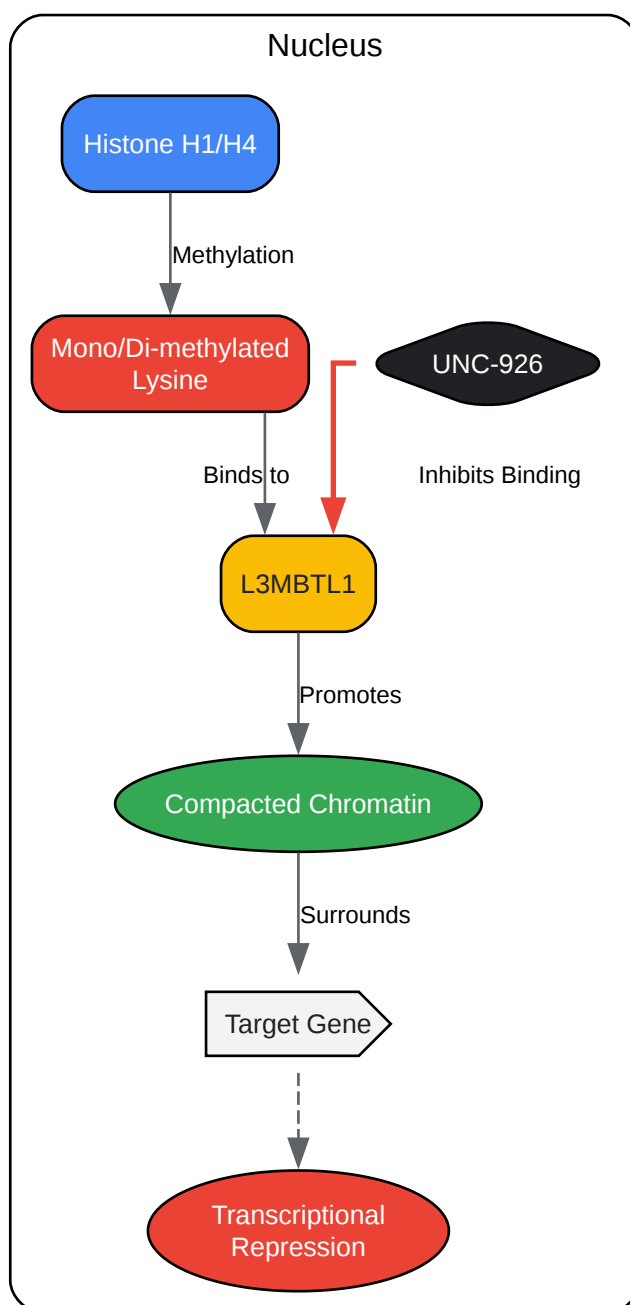 Nucleus
Histone H1/H4
Methylation
Mono/Di-methylated
Lysine
UNC-926
Binds to
Inhibits Binding
L3MBTL1
Promotes
Compacted Chromatin
Surrounds
Target Gene
Transcriptional
Repression